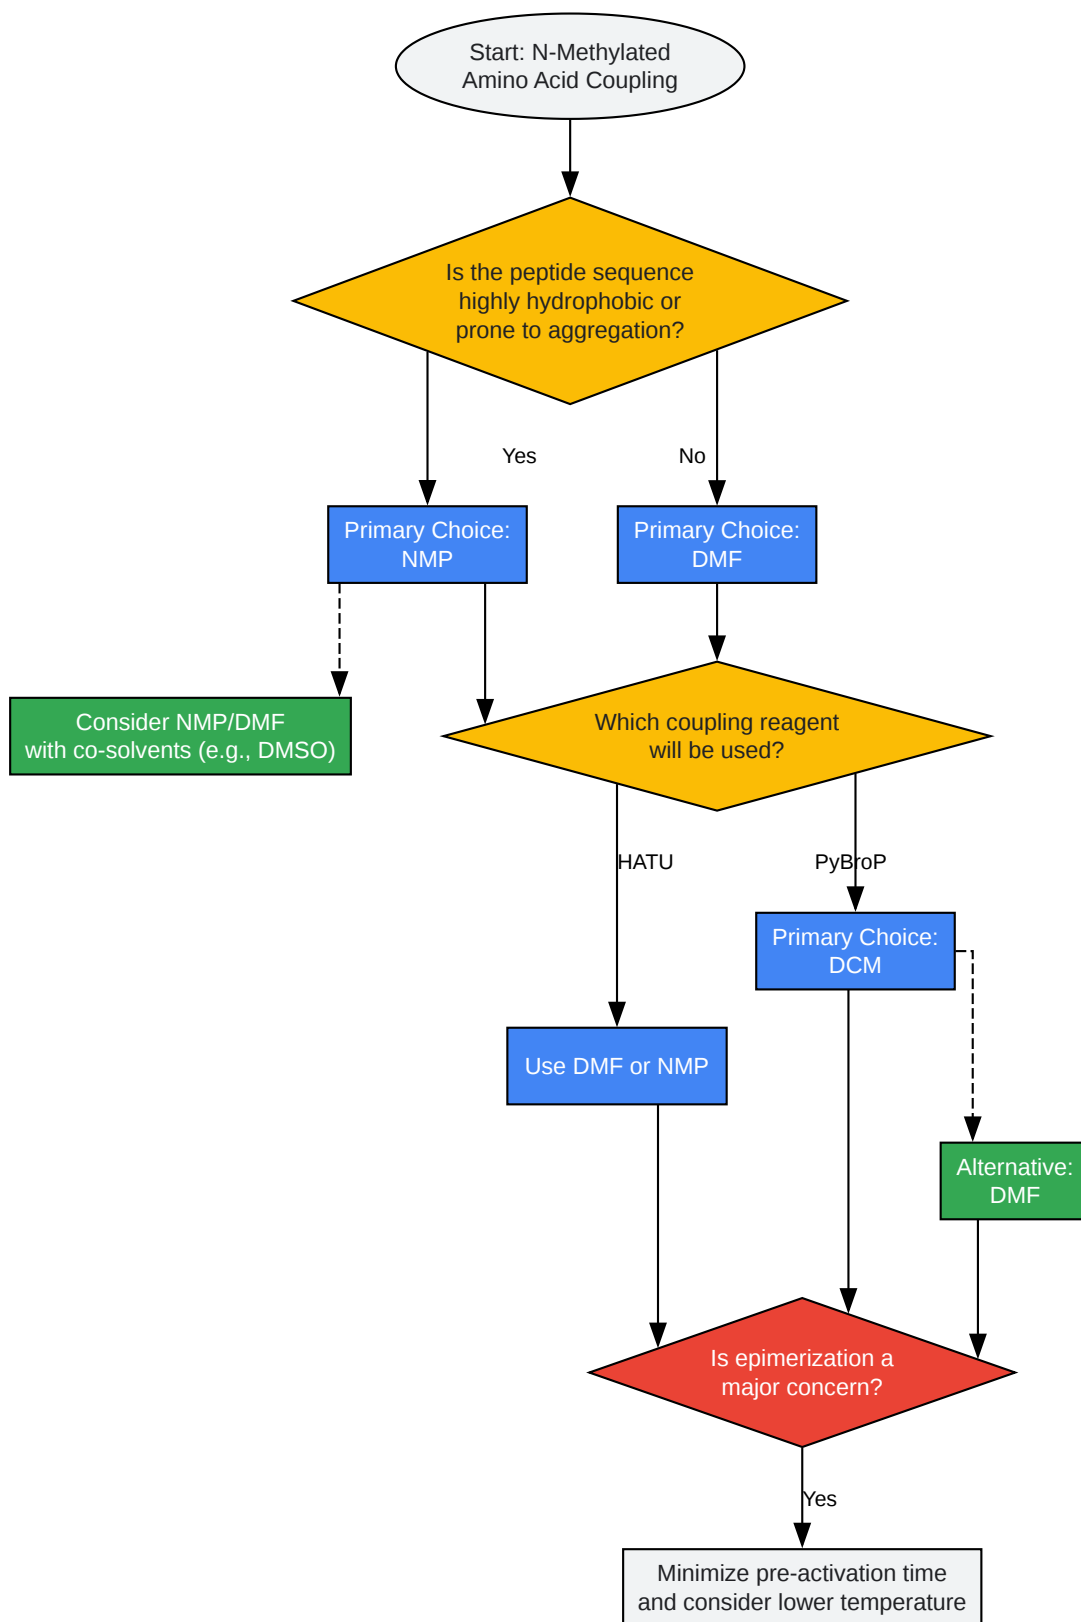 Start: N-Methylated
Amino Acid Coupling
Is the peptide sequence
highly hydrophobic or
prone to aggregation?
Yes
No
Primary Choice:
NMP
Primary Choice:
DMF
Consider NMP/DMF
with co-solvents (e.g., DMSO)
Which coupling reagent
will be used?
HATU
PyBroP
Primary Choice:
DCM
Use DMF or NMP
Alternative:
DMF
Is epimerization a
major concern?
Yes
Minimize pre-activation time
and consider lower temperature